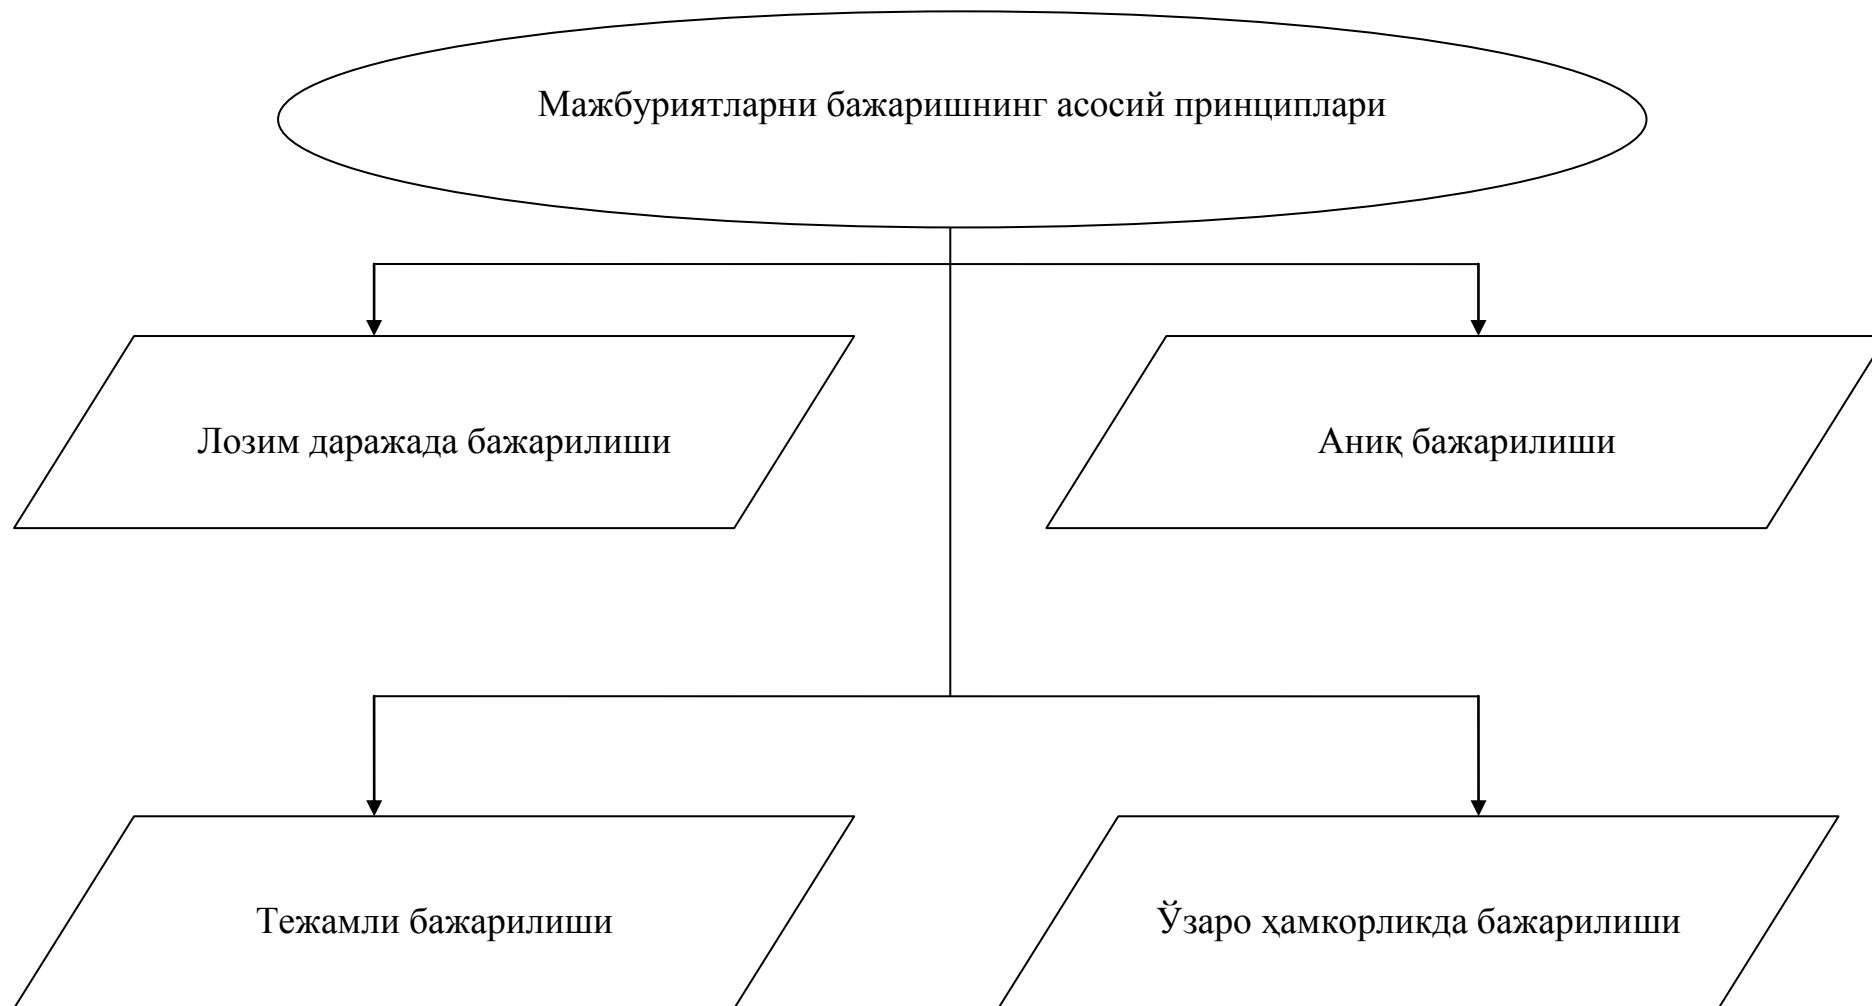 Мажбуриятларни бажаришнинг асосий принциплари
Лозим даражада бажарилиши
Аниқ бажарилиши
Тежамли бажарилиши
Ўзаро ҳамкорликда бажарилиши